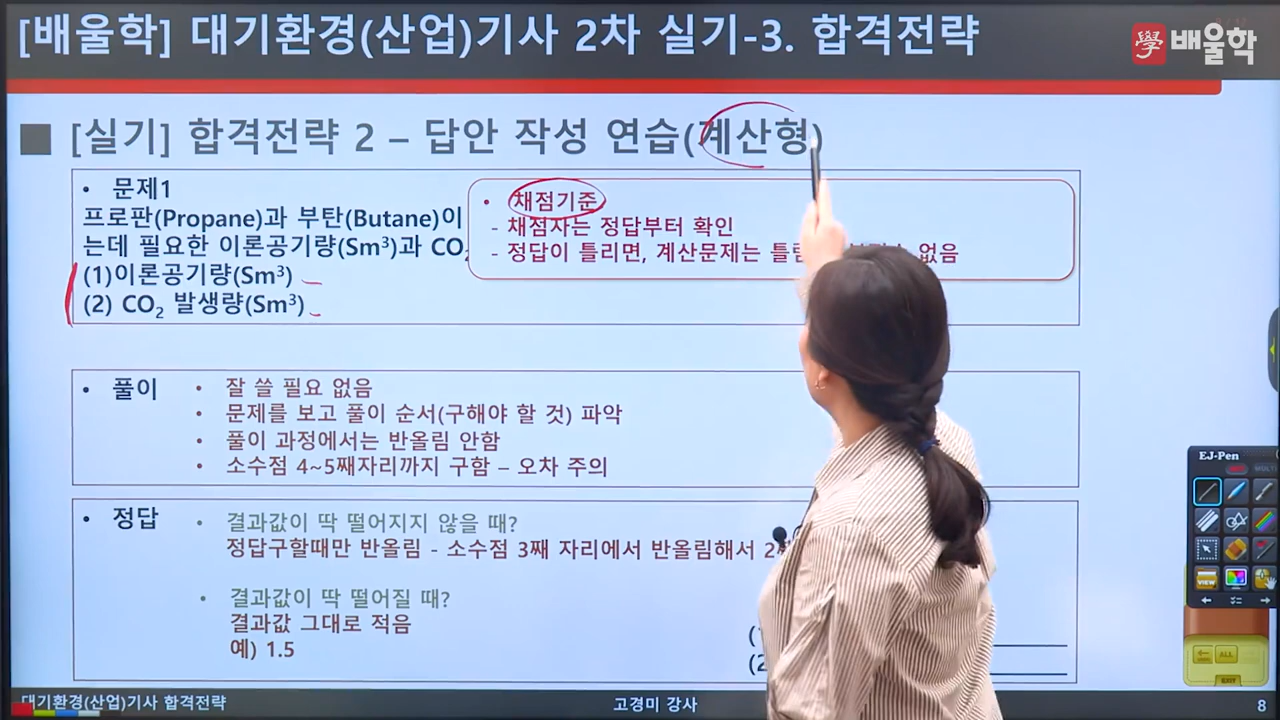 [배울학] 대기환경(산업)기사 2차 실기-3. 합격전략
學 배울학
[실기] 합격전략 2 – 답안 작성 연습(계산형)
• 문제1
프로판(Propane)과 부탄(Butane)이
는데 필요한 이론공기량(Sm³)과 CO₂
(1)이론공기량(Sm³)
(2) CO₂ 발생량(Sm³)
• 채점기준
- 채점자는 정답부터 확인
- 정답이 틀리면, 계산문제는 틀림 없음
• 풀이
• 잘 쓸 필요 없음
• 문제를 보고 풀이 순서(구해야 할 것) 파악
• 풀이 과정에서는 반올림 안함
• 소수점 4~5째자리까지 구함 – 오차 주의
• 정답
• 결과값이 딱 떨어지지 않을 때?
정답구할때만 반올림 - 소수점 3째 자리에서 반올림해서 2
• 결과값이 딱 떨어질 때?
결과값 그대로 적음
예) 1.5
(
(2
EJ-Pen
MULTI
VIEW
ALL
EXIT
대기환경(산업)기사 합격전략
고경미 강사
8